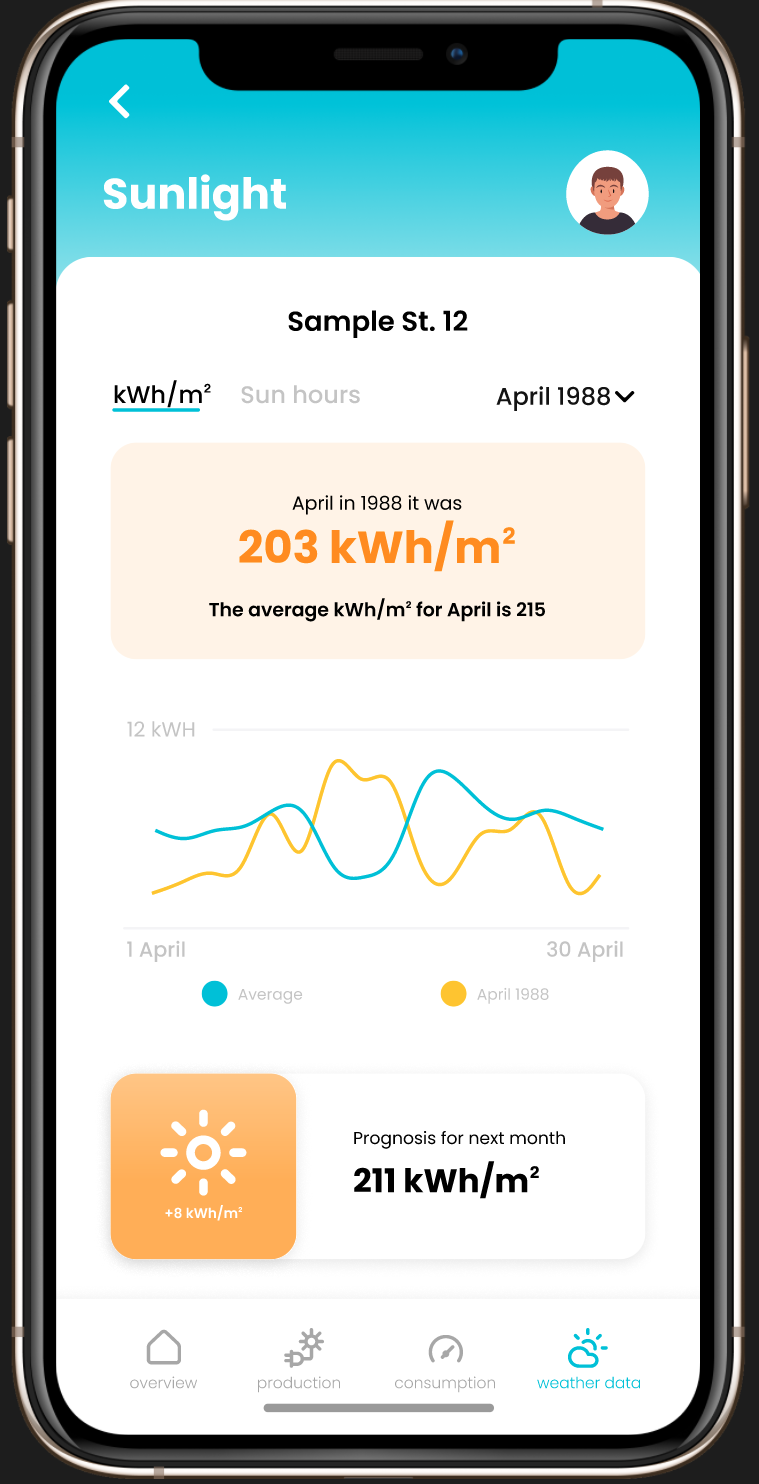 Sunlight
Sample St. 12
kWh/m² Sun hours April 1988
April in 1988 it was
203 kWh/m²
The average kWh/m² for April is 215
12 kWH
1 April 30 April
Average April 1988
Prognosis for next month
211 kWh/m²
+8 kWh/m²
overview production consumption weather data